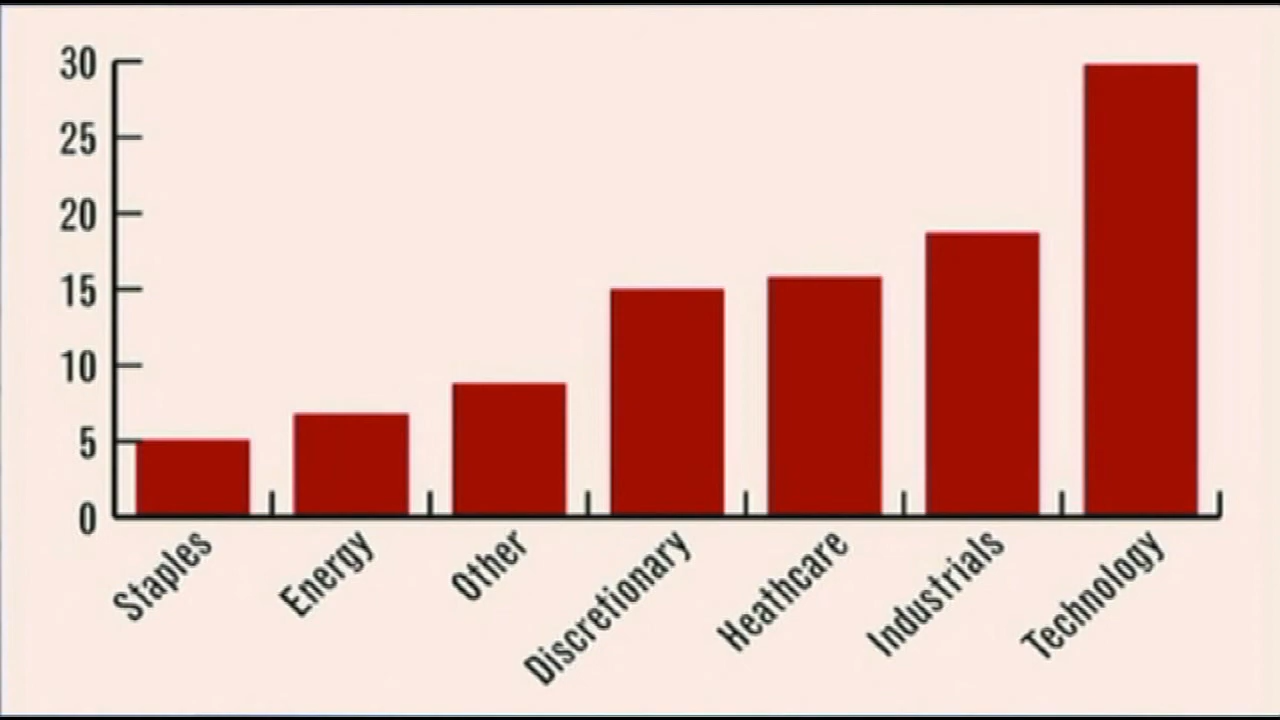 30
25
20
15
10
5
0
Staples
Energy
Other
Discretionary
Heathcare
Industrials
Technology